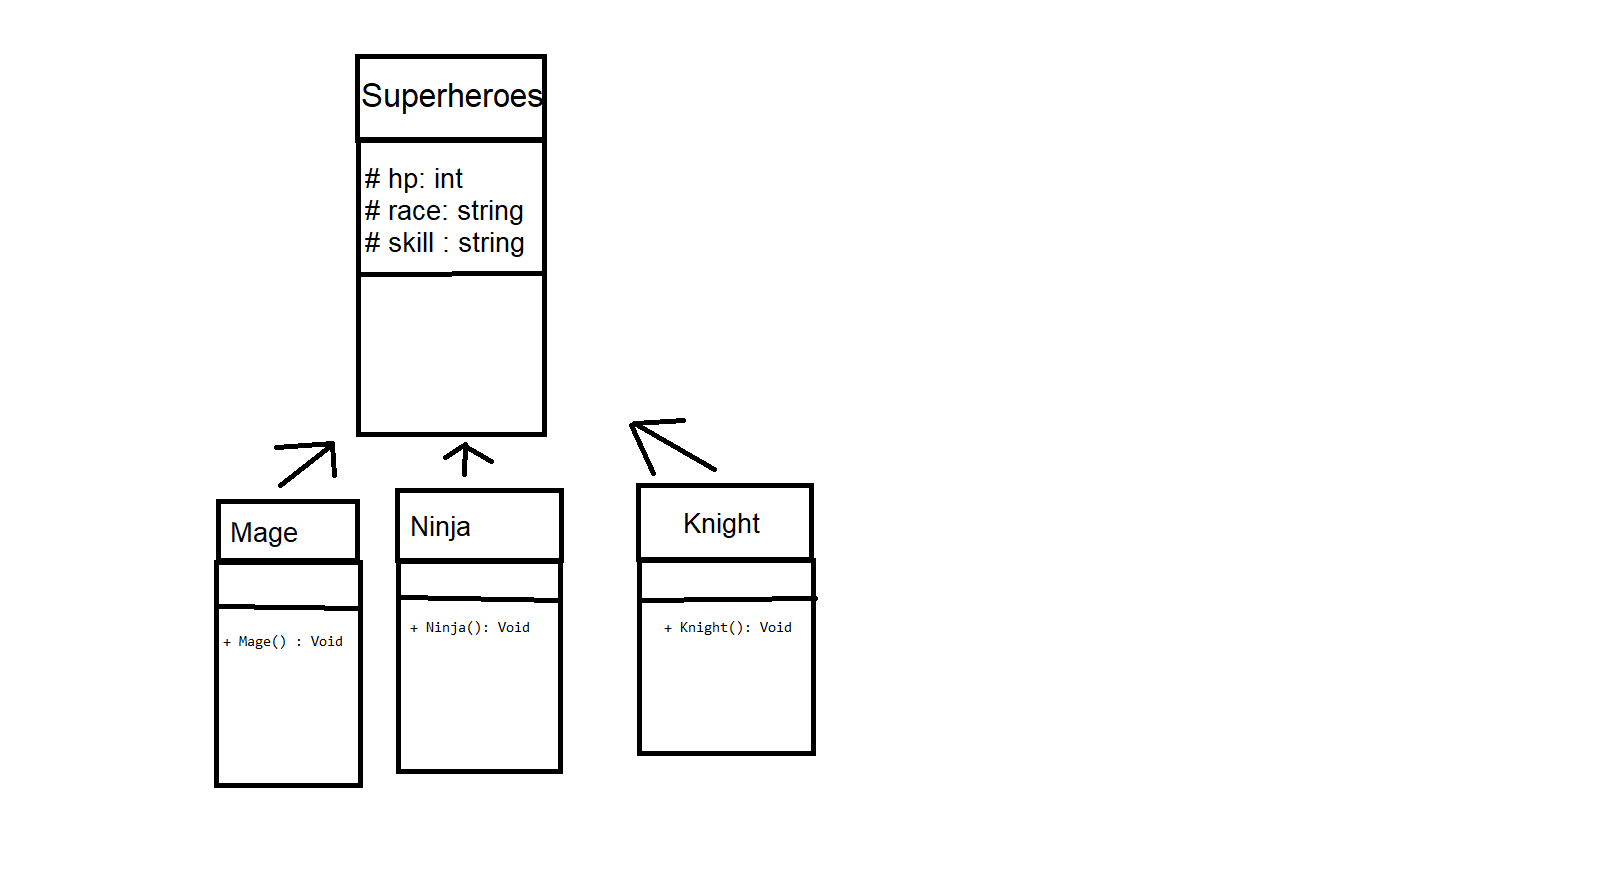 Superheroes
# hp: int
# race: string
# skill : string
Mage
+ Mage() : Void
Ninja
+ Ninja(): Void
Knight
+ Knight(): Void